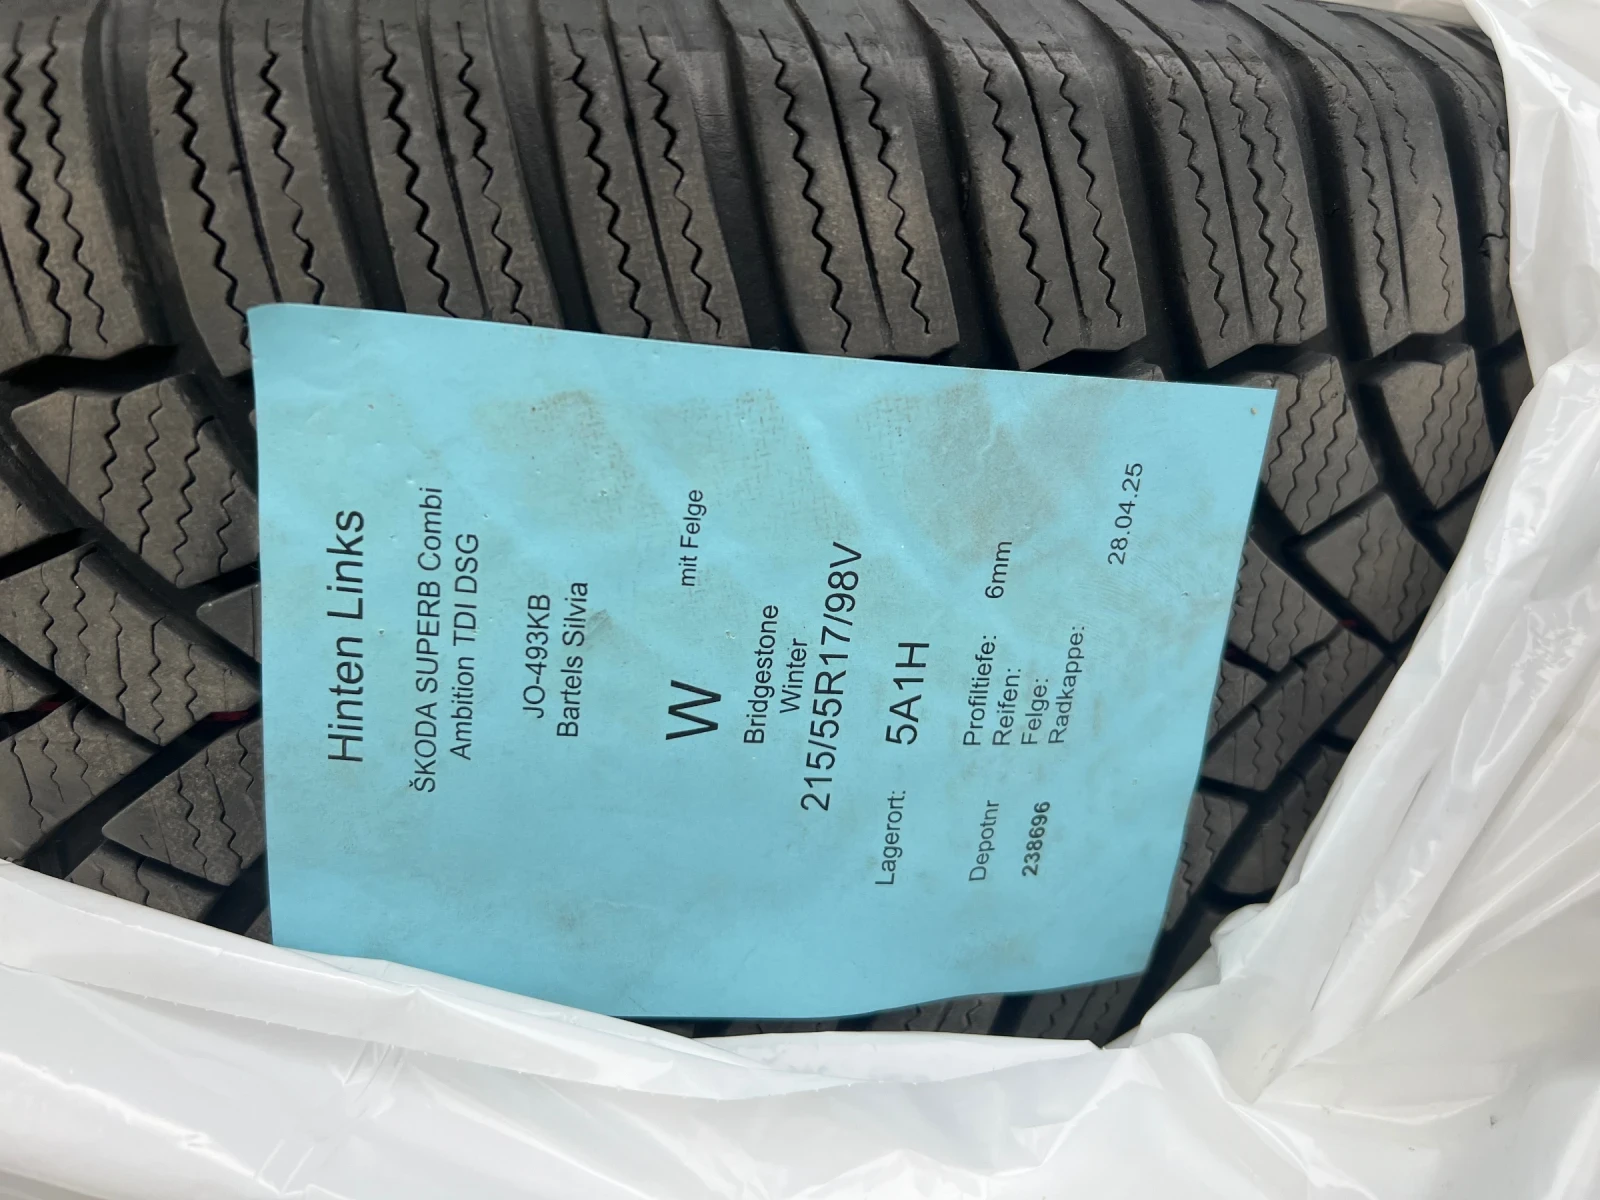 Hinten Links
ŠKODA SUPERB Combi
Ambition TDI DSG
JO-493KB
Bartels Silvia
W mit Felge
Bridgestone
Winter
215/55R17/98V
Lagerort: 5A1H
Depotnr Profiltiefe: 6mm
Reifen:
238696 Felge:
Radkappe:
28.04.25